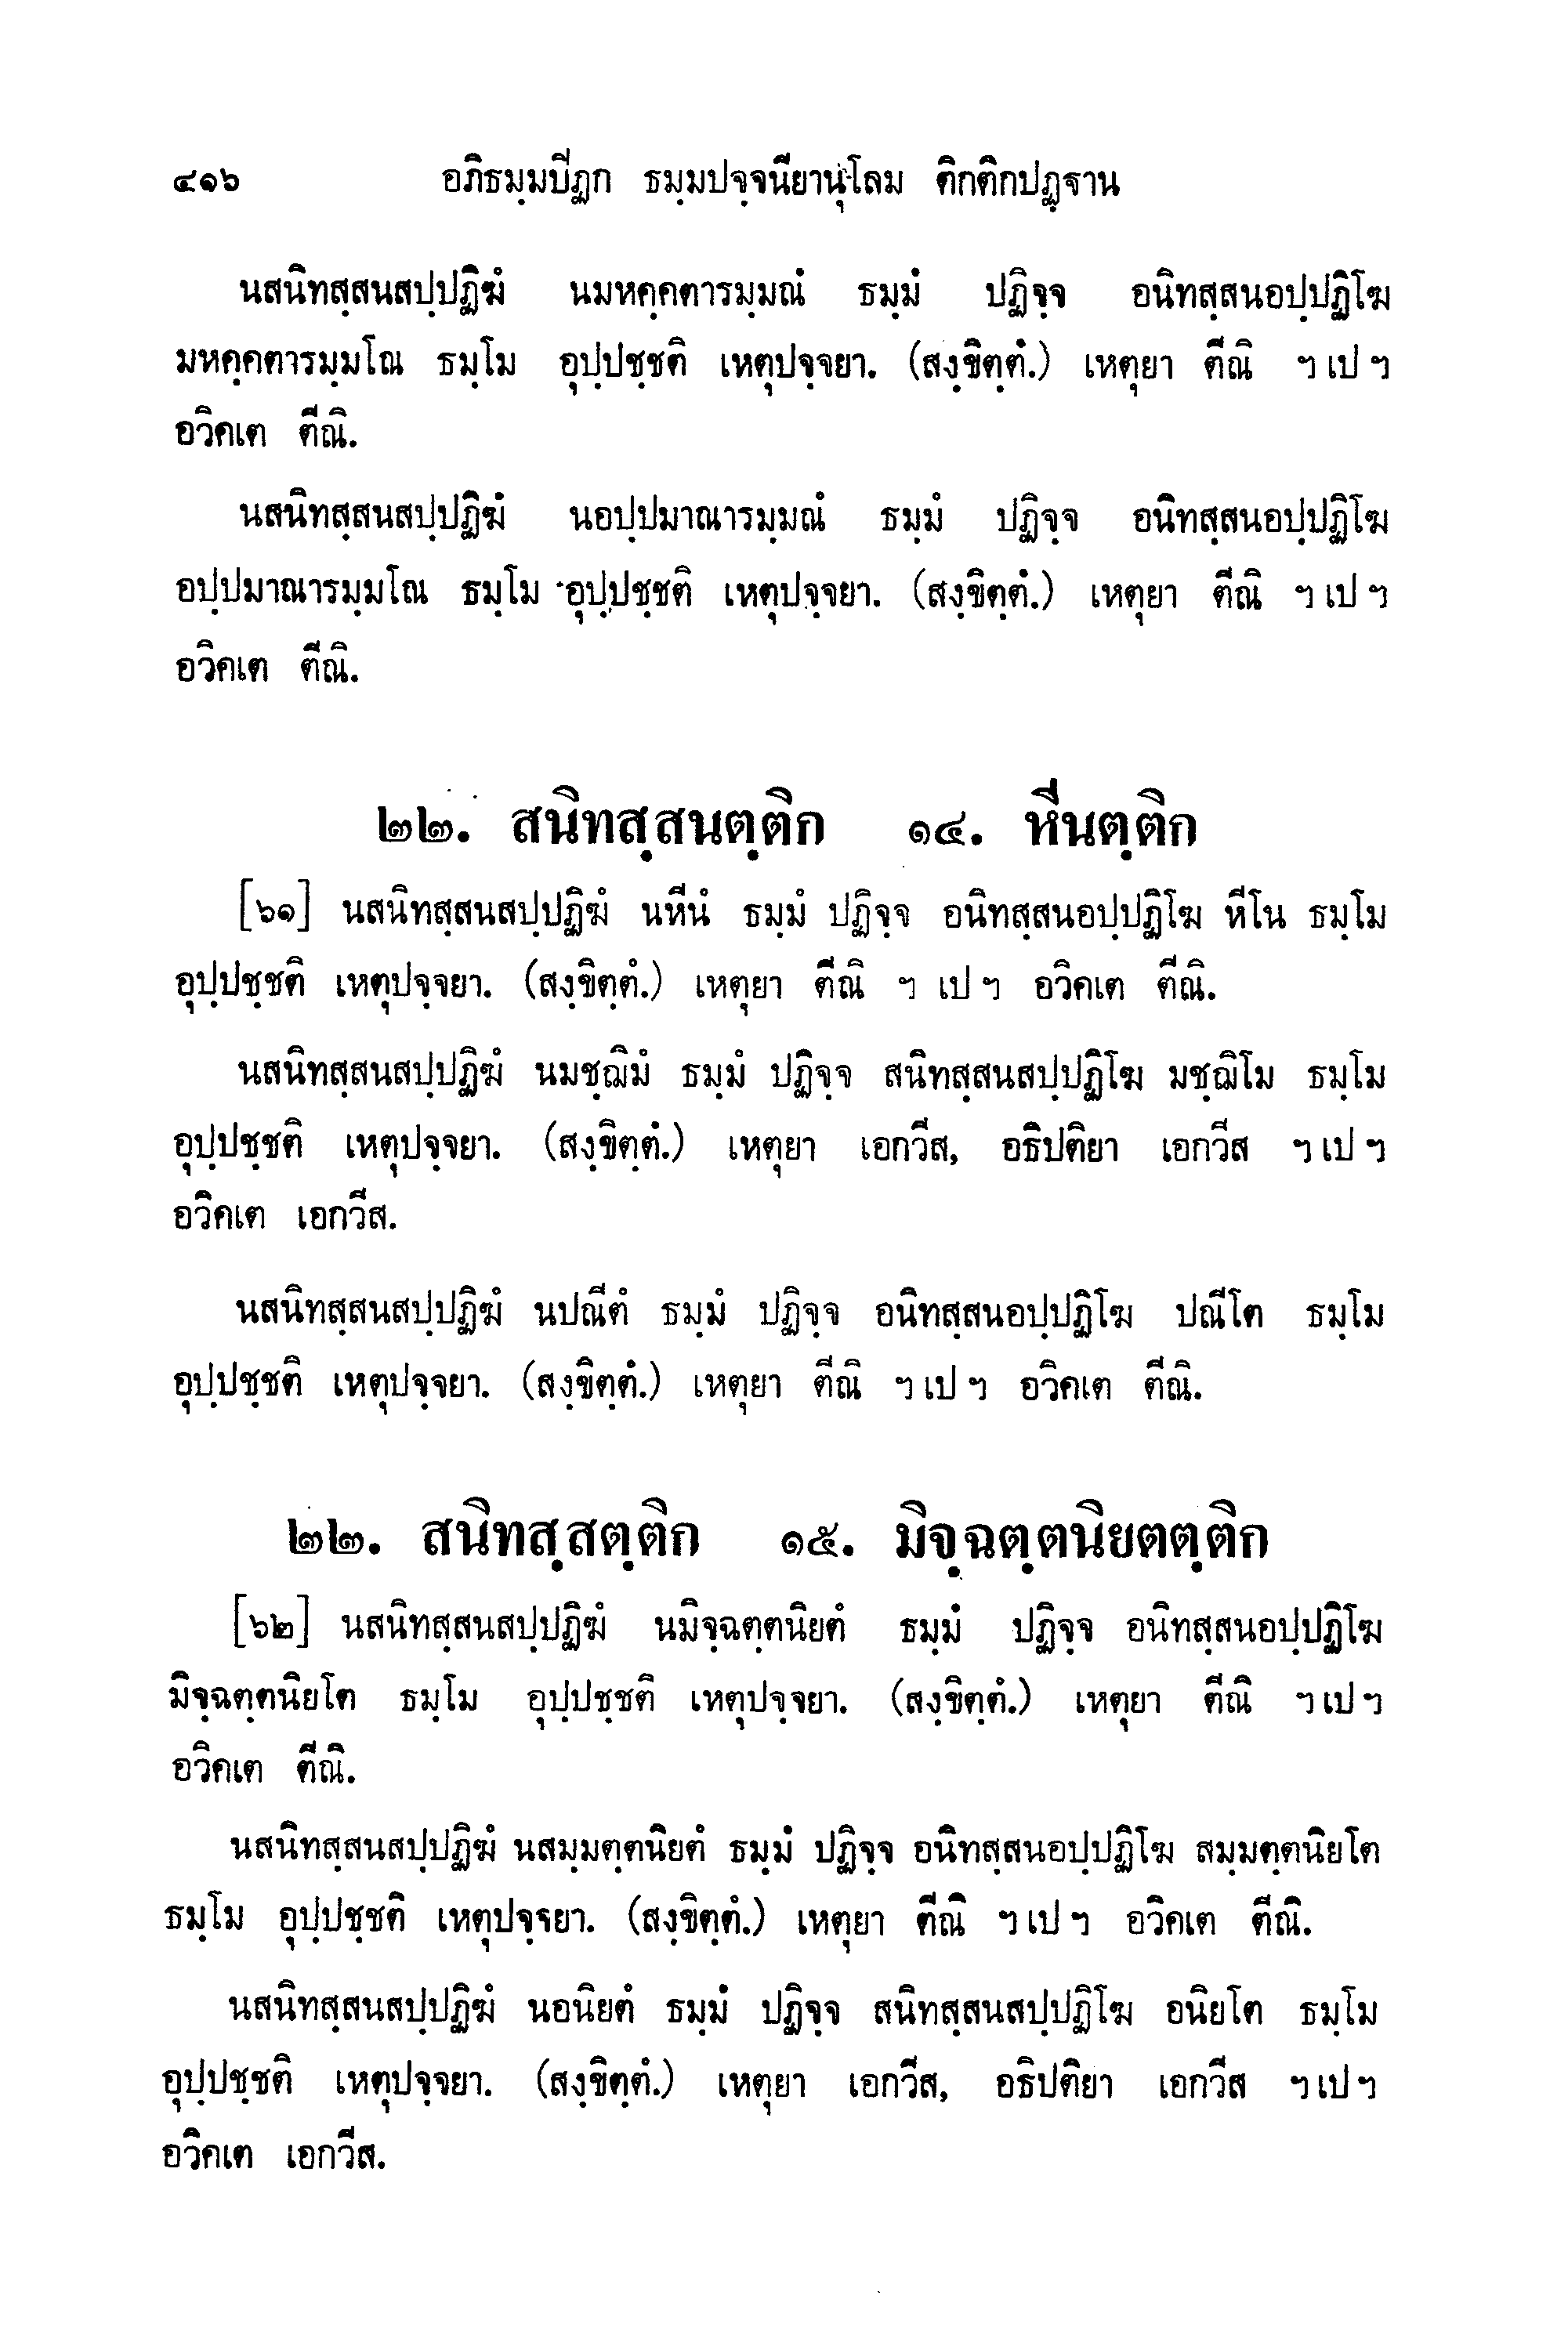 ๔๑๖ อภิธมฺมปีฏก ธมฺมปจฺจนียานุโลม ติกติกปฏฺฐาน
นสนิทสฺสนสปฺปฏิฆํ นมหคฺคตารมฺมณํ ธมฺมํ ปฏิจฺจ อนิทสฺสนอปฺปฏิโฆ
มหคฺคตารมฺมโณ ธมฺโม อุปฺปชฺชติ เหตุปจฺจยา. (สงฺขิตฺตํ.) เหตุยา ตีณิ ฯ เป ฯ
อวิคเต ตีณิ.
นสนิทสฺสนสปฺปฏิฆํ นอปฺปมาณารมฺมณํ ธมฺมํ ปฏิจฺจ อนิทสฺสนอปฺปฏิโฆ
อปฺปมาณารมฺมโณ ธมฺโม อุปฺปชฺชติ เหตุปจฺจยา. (สงฺขิตฺตํ.) เหตุยา ตีณิ ฯ เป ฯ
อวิคเต ตีณิ.
๒๒. สนิทสฺสนตฺติก ๑๔. หีนตฺติก
[๖๑] นสนิทสฺสนสปฺปฏิฆํ นหีนํ ธมฺมํ ปฏิจฺจ อนิทสฺสนอปฺปฏิโฆ หีโน ธมฺโม
อุปฺปชฺชติ เหตุปจฺจยา. (สงฺขิตฺตํ.) เหตุยา ตีณิ ฯ เป ฯ อวิคเต ตีณิ.
นสนิทสฺสนสปฺปฏิฆํ นมชฺฌิมํ ธมฺมํ ปฏิจฺจ สนิทสฺสนสปฺปฏิโฆ มชฺฌิโม ธมฺโม
อุปฺปชฺชติ เหตุปจฺจยา. (สงฺขิตฺตํ.) เหตุยา เอกวีส, อธิปติยา เอกวีส ฯ เป ฯ
อวิคเต เอกวีส.
นสนิทสฺสนสปฺปฏิฆํ นปณีตํ ธมฺมํ ปฏิจฺจ อนิทสฺสนอปฺปฏิโฆ ปณีโต ธมฺโม
อุปฺปชฺชติ เหตุปจฺจยา. (สงฺขิตฺตํ.) เหตุยา ตีณิ ฯ เป ฯ อวิคเต ตีณิ.
๒๒. สนิทสฺสตฺติก ๑๕. มิจฺฉตฺตนิยตตฺติก
[๖๒] นสนิทสฺสนสปฺปฏิฆํ นมิจฺฉตฺตนิยตํ ธมฺมํ ปฏิจฺจ อนิทสฺสนอปฺปฏิโฆ
มิจฺฉตฺตนิยโต ธมฺโม อุปฺปชฺชติ เหตุปจฺจยา. (สงฺขิตฺตํ.) เหตุยา ตีณิ ฯ เป ฯ
อวิคเต ตีณิ.
นสนิทสฺสนสปฺปฏิฆํ นสมฺมตฺตนิยตํ ธมฺมํ ปฏิจฺจ อนิทสฺสนอปฺปฏิโฆ สมฺมตฺตนิยโต
ธมฺโม อุปฺปชฺชติ เหตุปจฺจยา. (สงฺขิตฺตํ.) เหตุยา ตีณิ ฯ เป ฯ อวิคเต ตีณิ.
นสนิทสฺสนสปฺปฏิฆํ นอนิยตํ ธมฺมํ ปฏิจฺจ สนิทสฺสนสปฺปฏิโฆ อนิยโต ธมฺโม
อุปฺปชฺชติ เหตุปจฺจยา. (สงฺขิตฺตํ.) เหตุยา เอกวีส, อธิปติยา เอกวีส ฯ เป ฯ
อวิคเต เอกวีส.